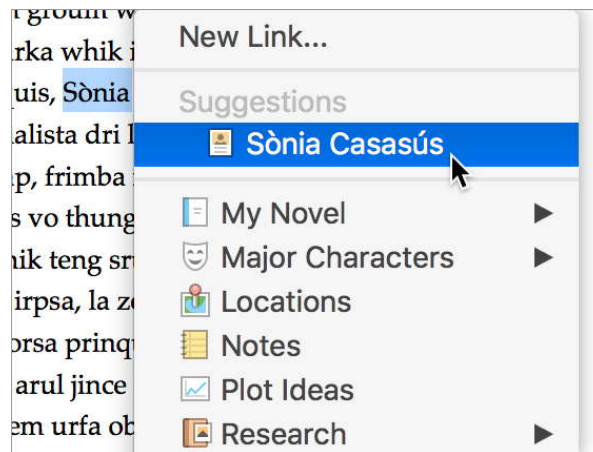 New Link...
rka whik i
uis, Sònia
Suggestions
alista dri l
Sònia Casasús
p, frimba
s vo thung
My Novel
ik teng sr
Major Characters
irpsa, la z
Locations
orsa prinq
Notes
arul jince
Plot Ideas
em urfa ob
Research